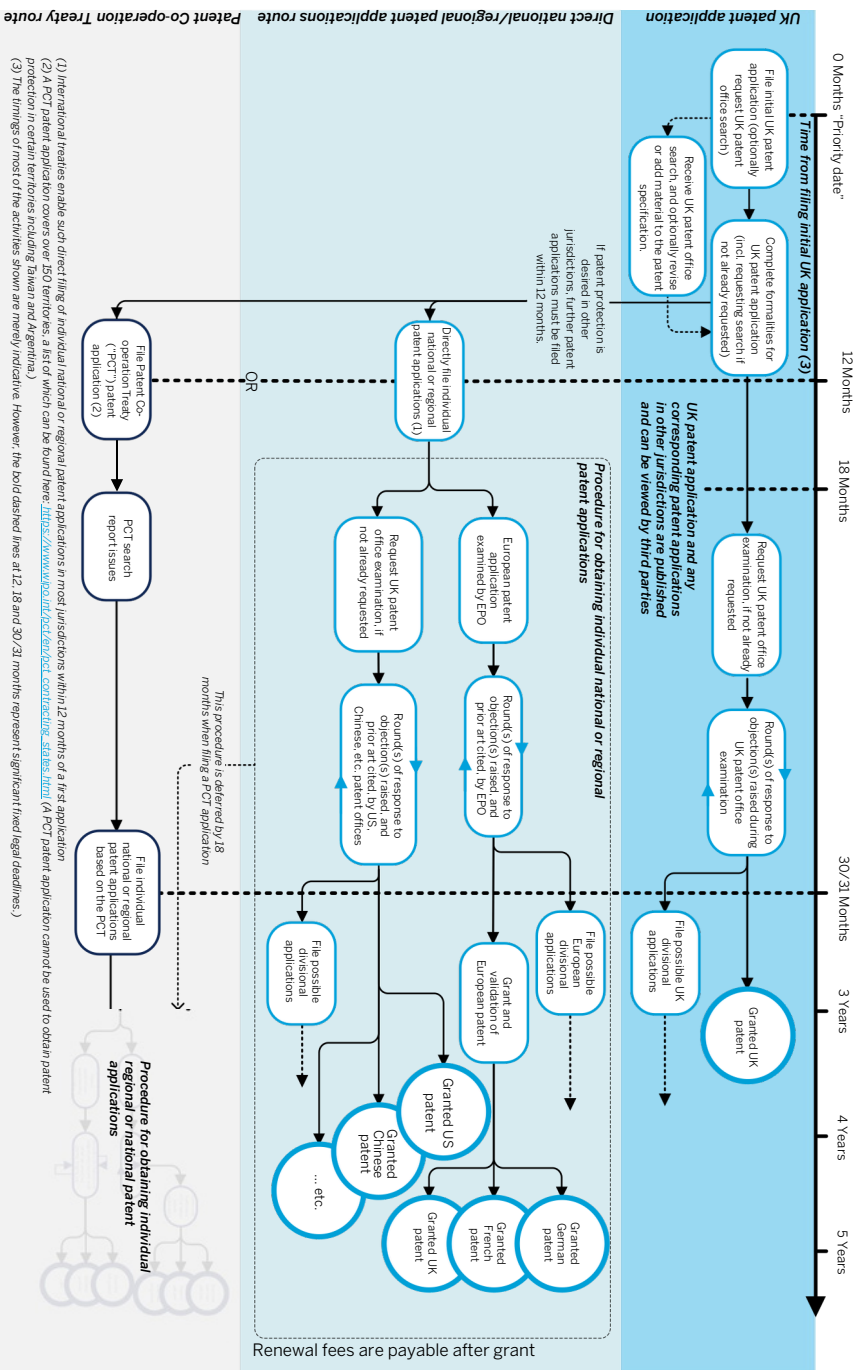 0 Months "Priority date"
12 Months
18 Months
30/31 Months
3 Years
4 Years
5 Years
Time from filing initial UK application (3)
UK patent application
File initial UK patent
application (optionally
request UK patent
office search)
Receive UK patent office
search, and optionally revise
or add material to the patent
specification.
Complete formalities for
UK patent application
(incl. requesting search if
not already requested)
UK patent application and any
corresponding patent applications
in other jurisdictions are published
and can be viewed by third parties
Request UK patent office
examination, if not already
requested
Round(s) of response to
objection(s) raised during
UK patent office
examination
File possible UK
divisional
applications
Granted UK
patent
Direct national/regional patent applications route
If patent protection is
desired in other
jurisdictions, further patent
applications must be filed
within 12 months.
Directly file individual
national or regional
patent applications (1)
OR
Procedure for obtaining individual national or regional
patent applications
European patent
application
examined by EPO
Round(s) of response to
objection(s) raised, and
prior art cited, by EPO
File possible
European
divisional
applications
Grant and
validation of
European patent
Granted
German
patent
Granted
French
patent
Granted UK
patent
Request UK patent
office examination, if
not already requested
Round(s) of response to
objection(s) raised, and
prior art cited, by US,
Chinese, etc. patent offices
File possible
divisional
applications
Granted US
patent
Granted
Chinese
patent
... etc.
Renewal fees are payable after grant
This procedure is deferred by 18
months when filing a PCT application
Patent Co-operation Treaty route
File Patent Co-
operation Treaty
("PCT") patent
application (2)
PCT search
report issues
File individual
national or regional
patent applications
based on the PCT
Procedure for obtaining individual
regional or national patent
applications
(1) International treaties enable such direct filing of individual national or regional patent applications in most jurisdictions within 12 months of a first application
(2) A PCT patent application covers over 150 territories, a list of which can be found here: https://www.wipo.int/pct/en/pct_contracting_states.html (A PCT patent application cannot be used to obtain patent
protection in certain territories including Taiwan and Argentina.)
(3) The timings of most of the activities shown are merely indicative. However, the bold dashed lines at 12, 18 and 30/31 months represent significant fixed legal deadlines.)